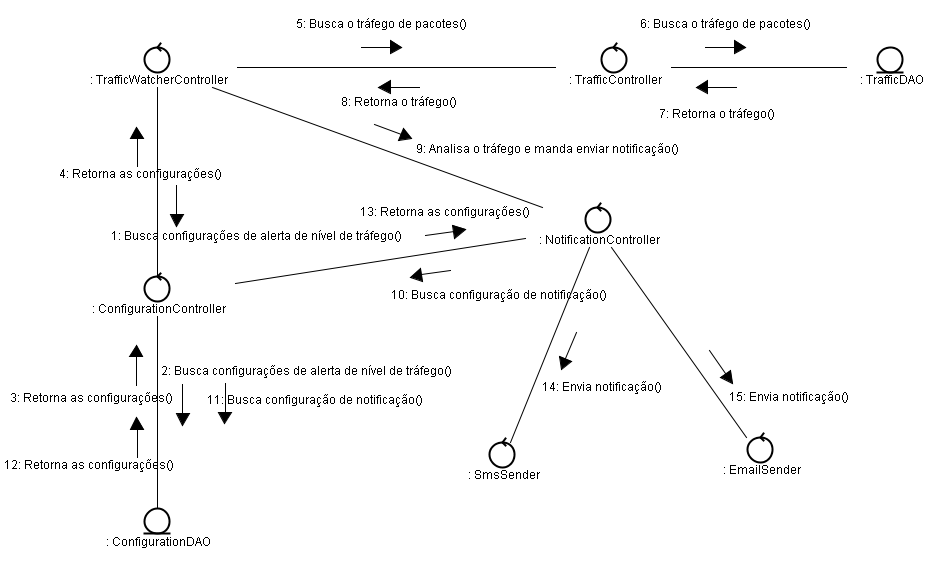 5: Busca o tráfego de pacotes()
6: Busca o tráfego de pacotes()
: TrafficWatcherController
: TrafficController
: TrafficDAO
8: Retorna o tráfego()
7: Retorna o tráfego()
9: Analisa o tráfego e manda enviar notificação()
4: Retorna as configurações()
13: Retorna as configurações()
1: Busca configurações de alerta de nível de tráfego()
: NotificationController
10: Busca configuração de notificação()
: ConfigurationController
2: Busca configurações de alerta de nível de tráfego()
14: Envia notificação()
3: Retorna as configurações()
11: Busca configuração de notificação()
15: Envia notificação()
12: Retorna as configurações()
: SmsSender
: EmailSender
: ConfigurationDAO